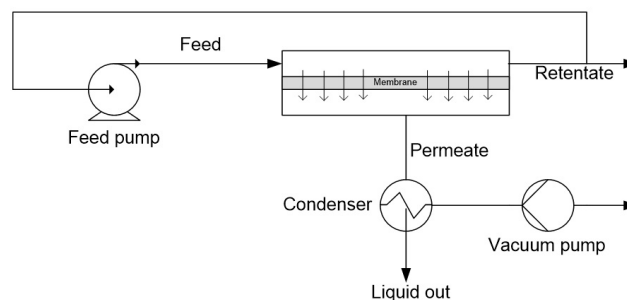 Feed
Membrane
Retentate
Feed pump
Permeate
Condenser
Vacuum pump
Liquid out